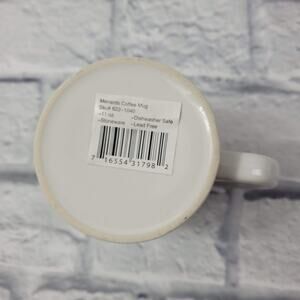 Menards Coffee Mug
Sku# 622-1040
-11 oz -Dishwasher Safe
-Stoneware -Lead Free
7 16554 31798 2